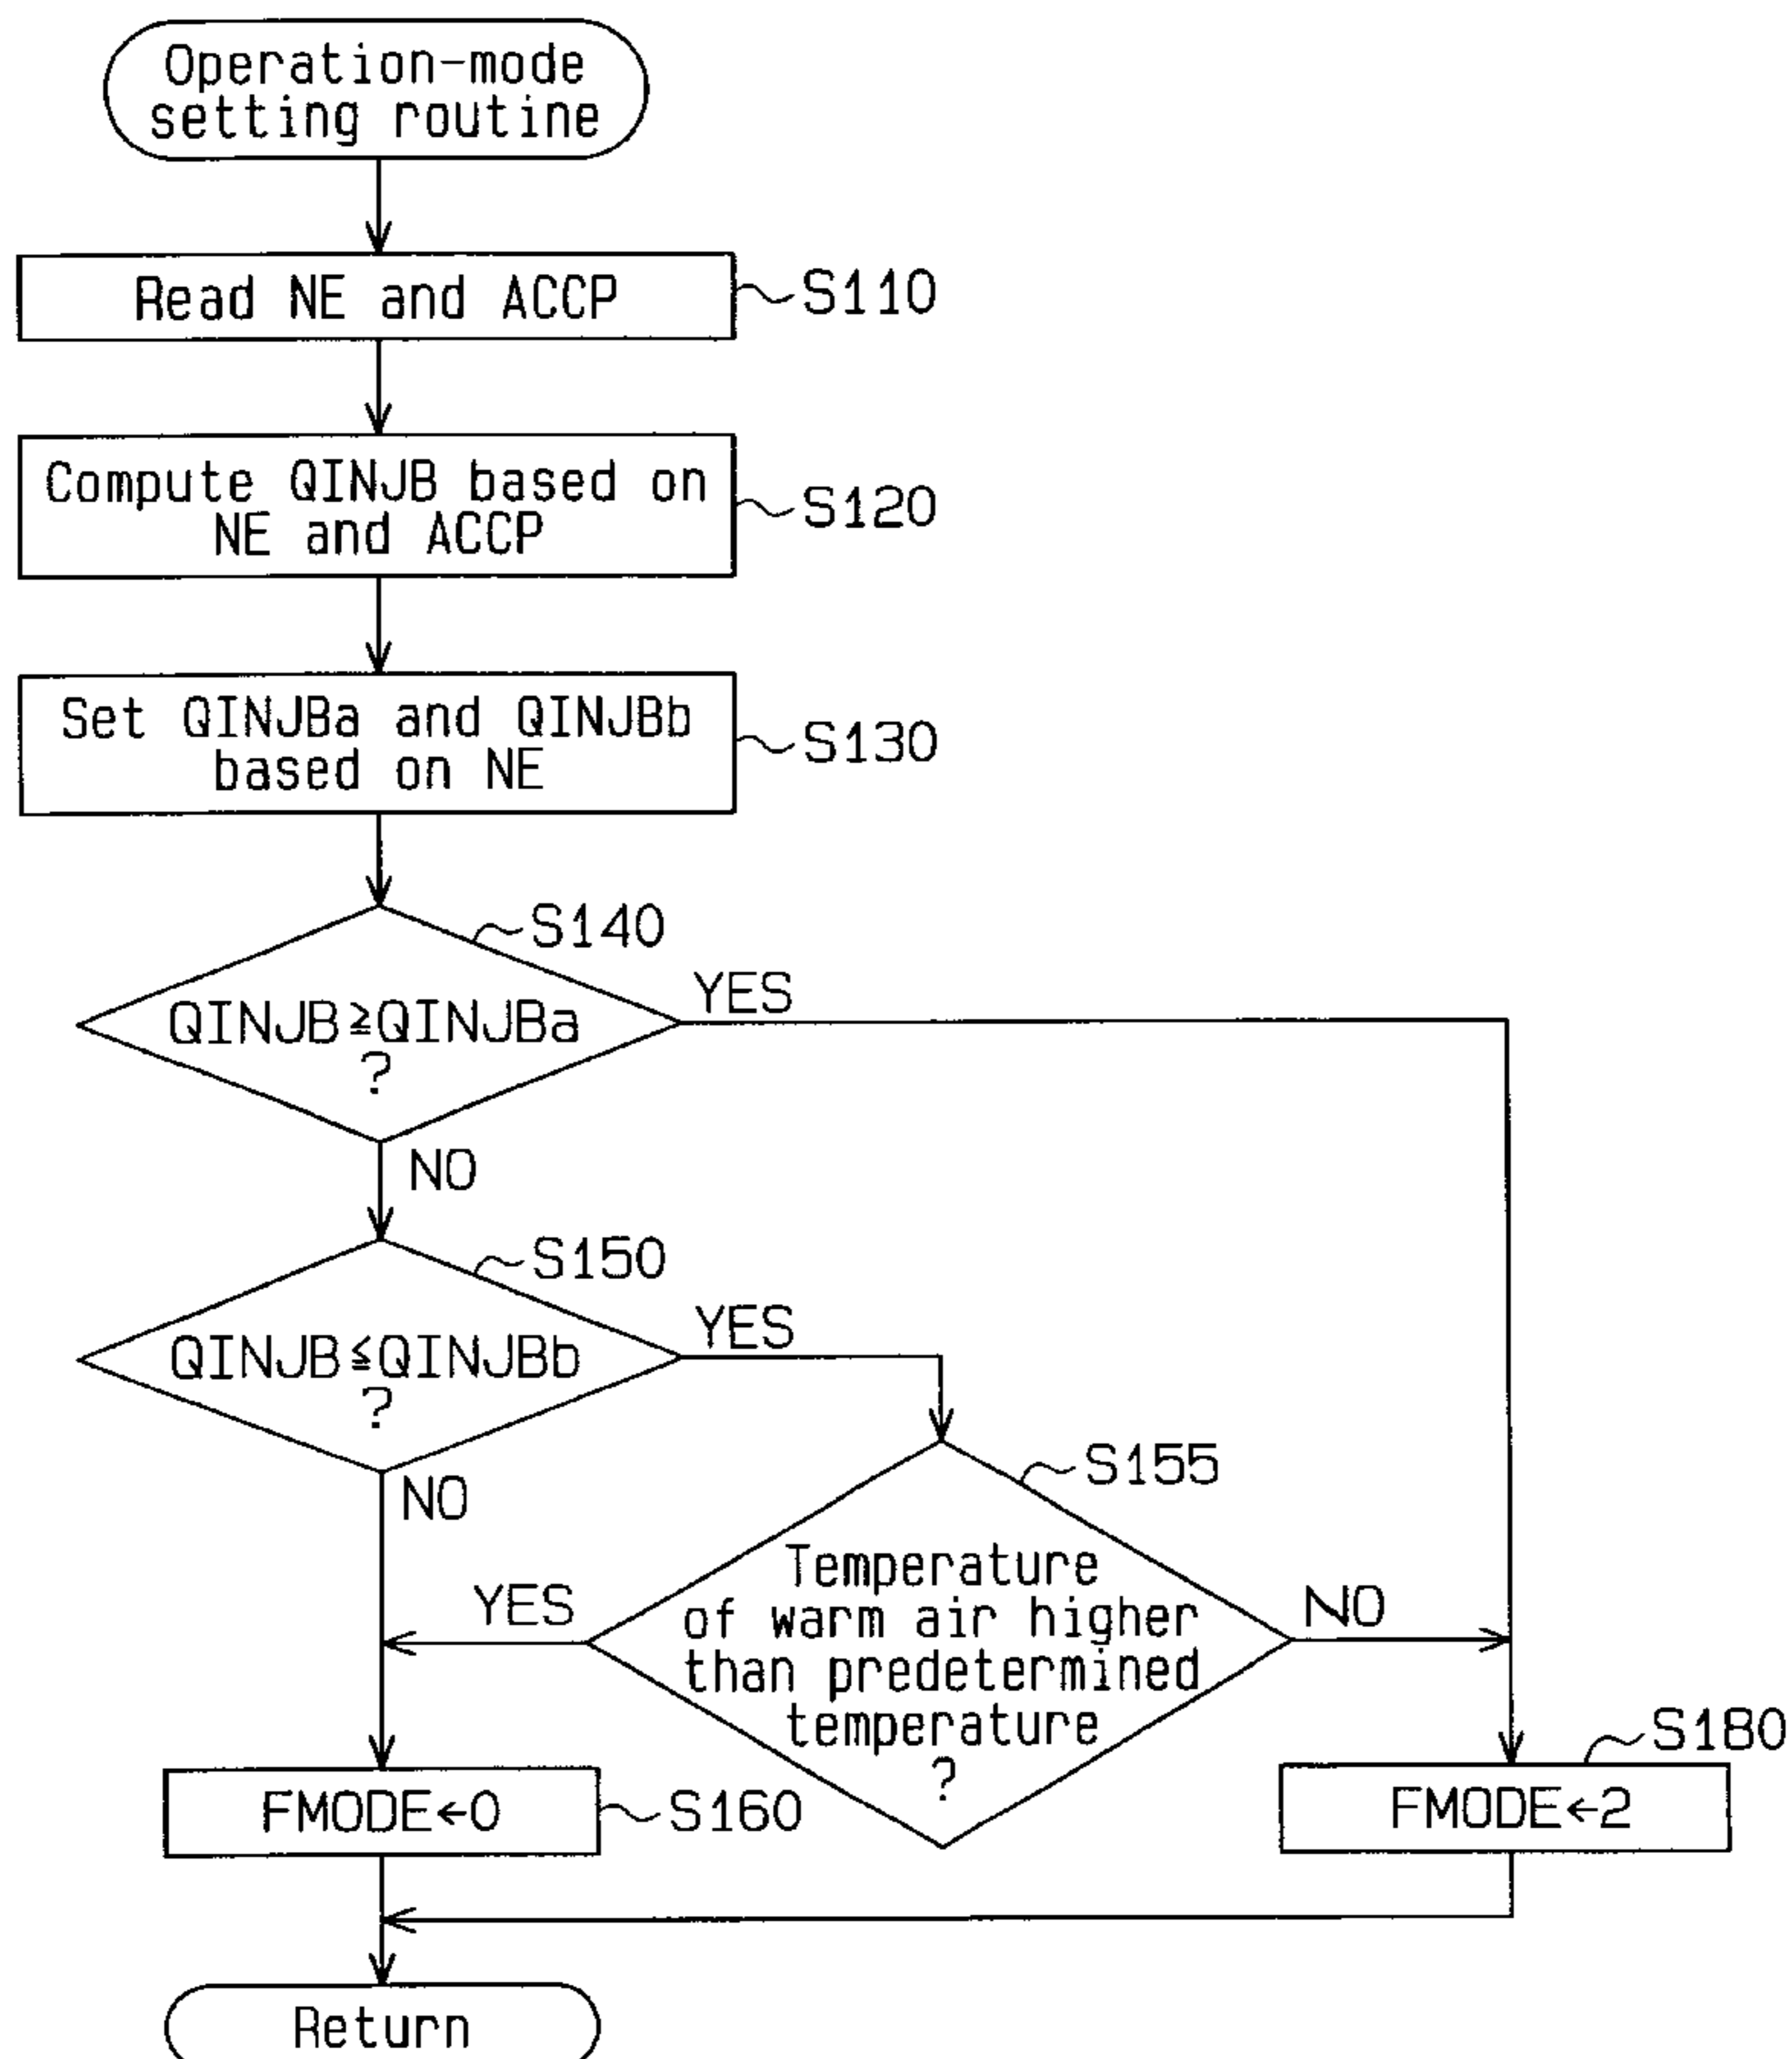 Operation-mode
setting routine
Read NE and ACCP
S110
Compute QINJB based on
NE and ACCP
S120
Set QINJBa and QINJBb
based on NE
S130
S140
QINJB≧QINJBa
?
YES
NO
S150
QINJB≦QINJBb
?
YES
NO
S155
Temperature
of warm air higher
than predetermined
temperature
?
YES
NO
FMODE←0
S160
S180
FMODE←2
Return